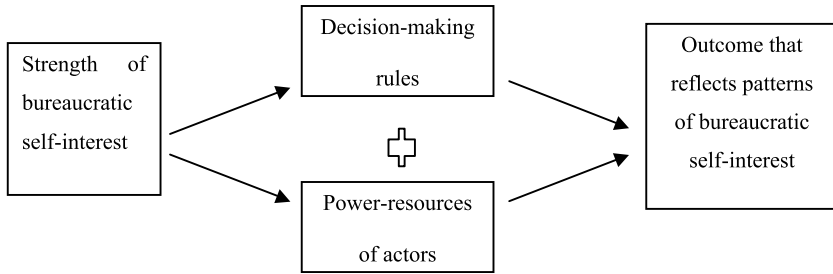 Strength of
bureaucratic
self-interest
Decision-making
rules
Power-resources
of actors
Outcome that
reflects patterns
of bureaucratic
self-interest